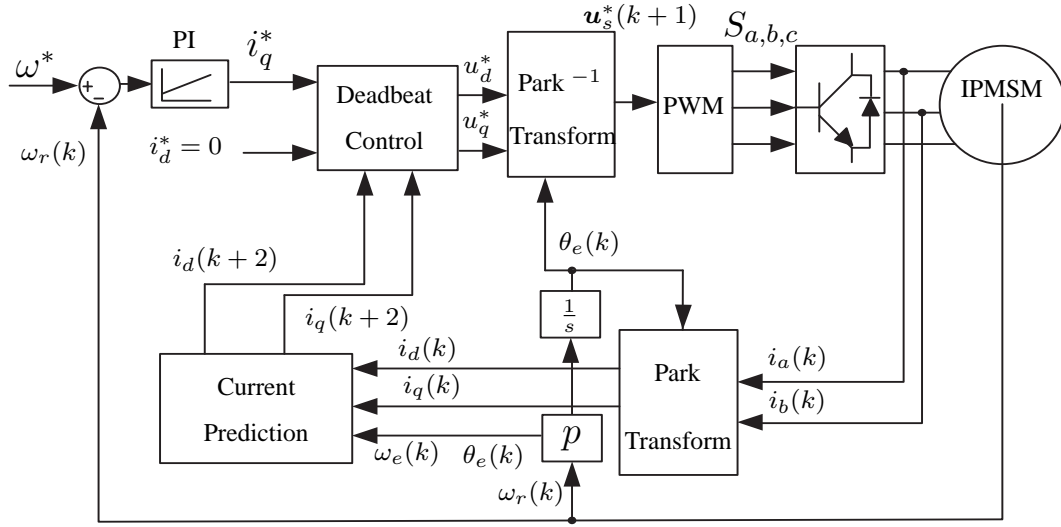 ω*
+
−
PI
i_q^*
i_d^* = 0
ω_r(k)
Deadbeat
Control
u_d^*
u_q^*
Park ⁻¹
Transform
u_s^*(k+1)
PWM
S_{a,b,c}
IPMSM
θ_e(k)
i_d(k+2)
i_q(k+2)
1/s
Current
Prediction
i_d(k)
i_q(k)
ω_e(k)
θ_e(k)
p
Park
Transform
i_a(k)
i_b(k)
ω_r(k)